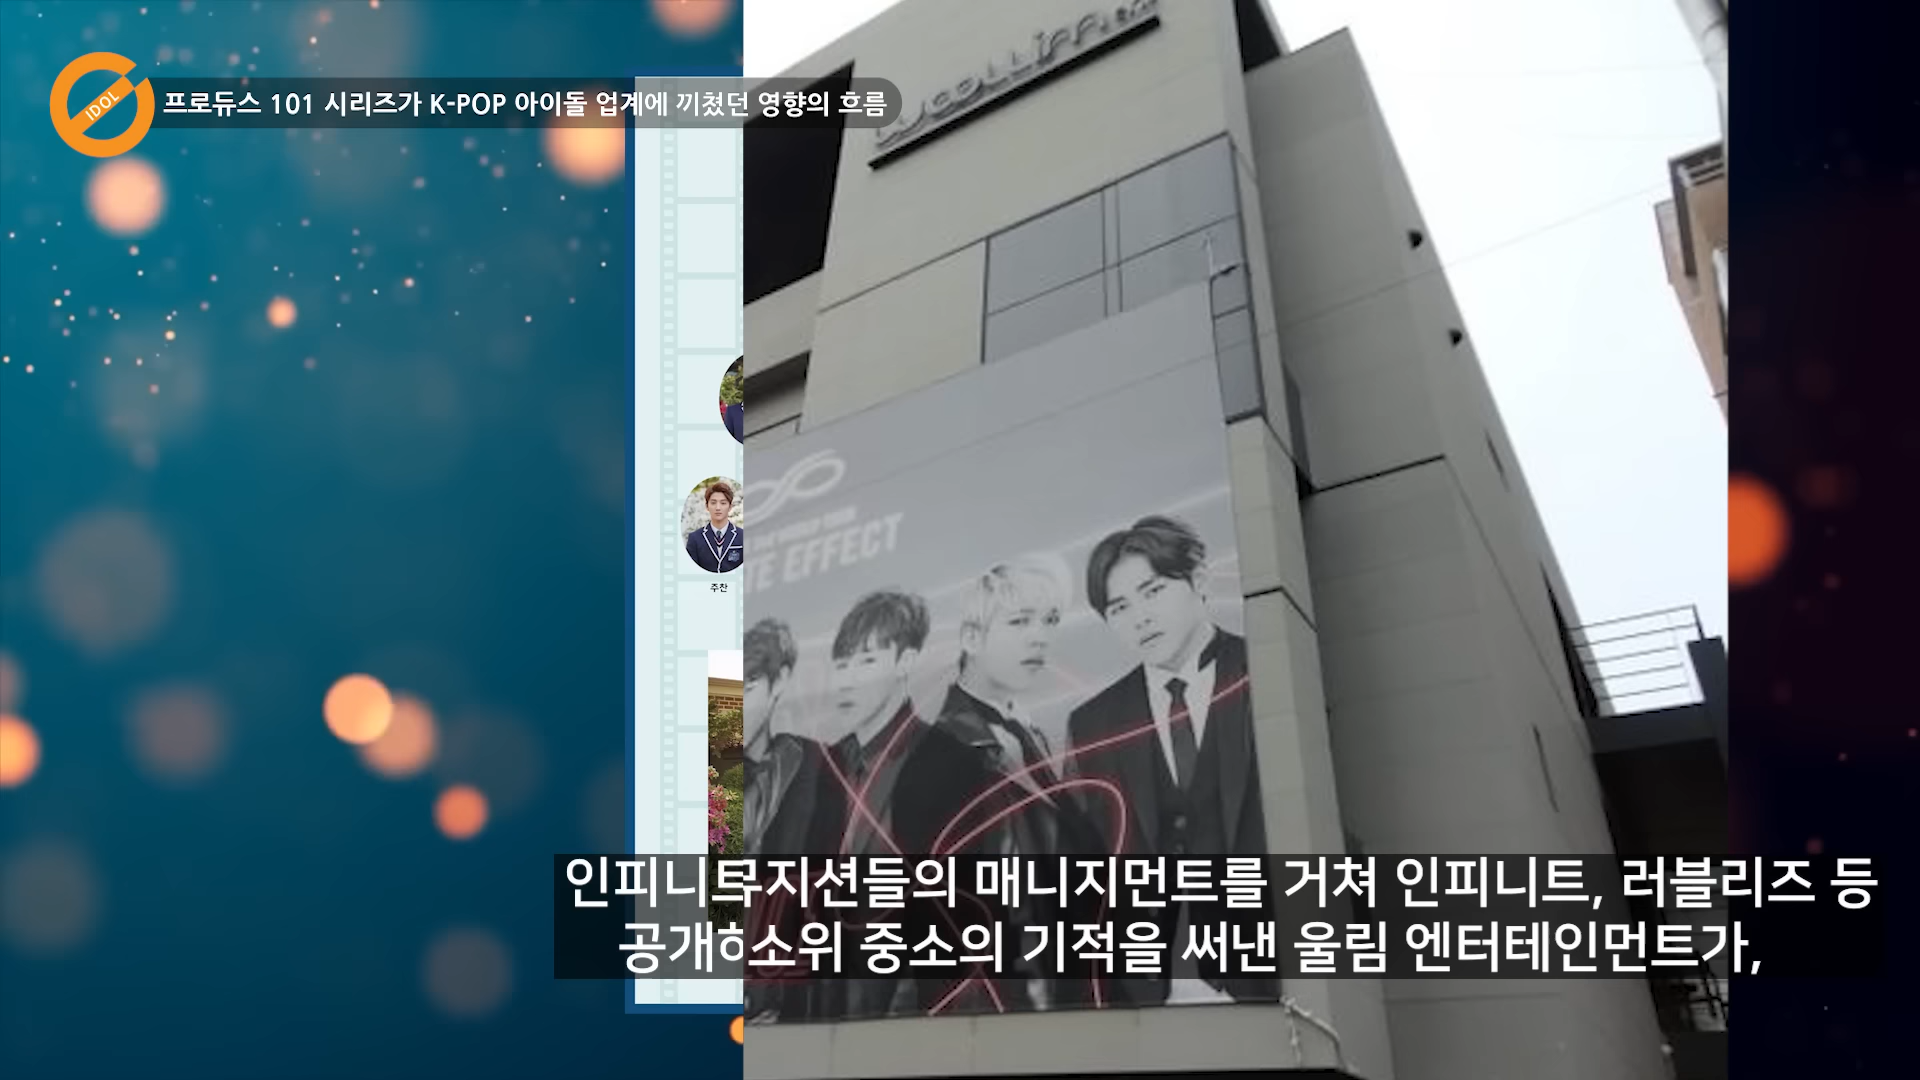 IDOL
프로듀스 101 시리즈가 K-POP 아이돌 업계에 끼쳤던 영향의 흐름
woollim
EFFECT
주찬
인피니트
뮤지션들의 매니지먼트를 거쳐 인피니트, 러블리즈 등
공개
소위 중소의 기적을 써낸 울림 엔터테인먼트가,